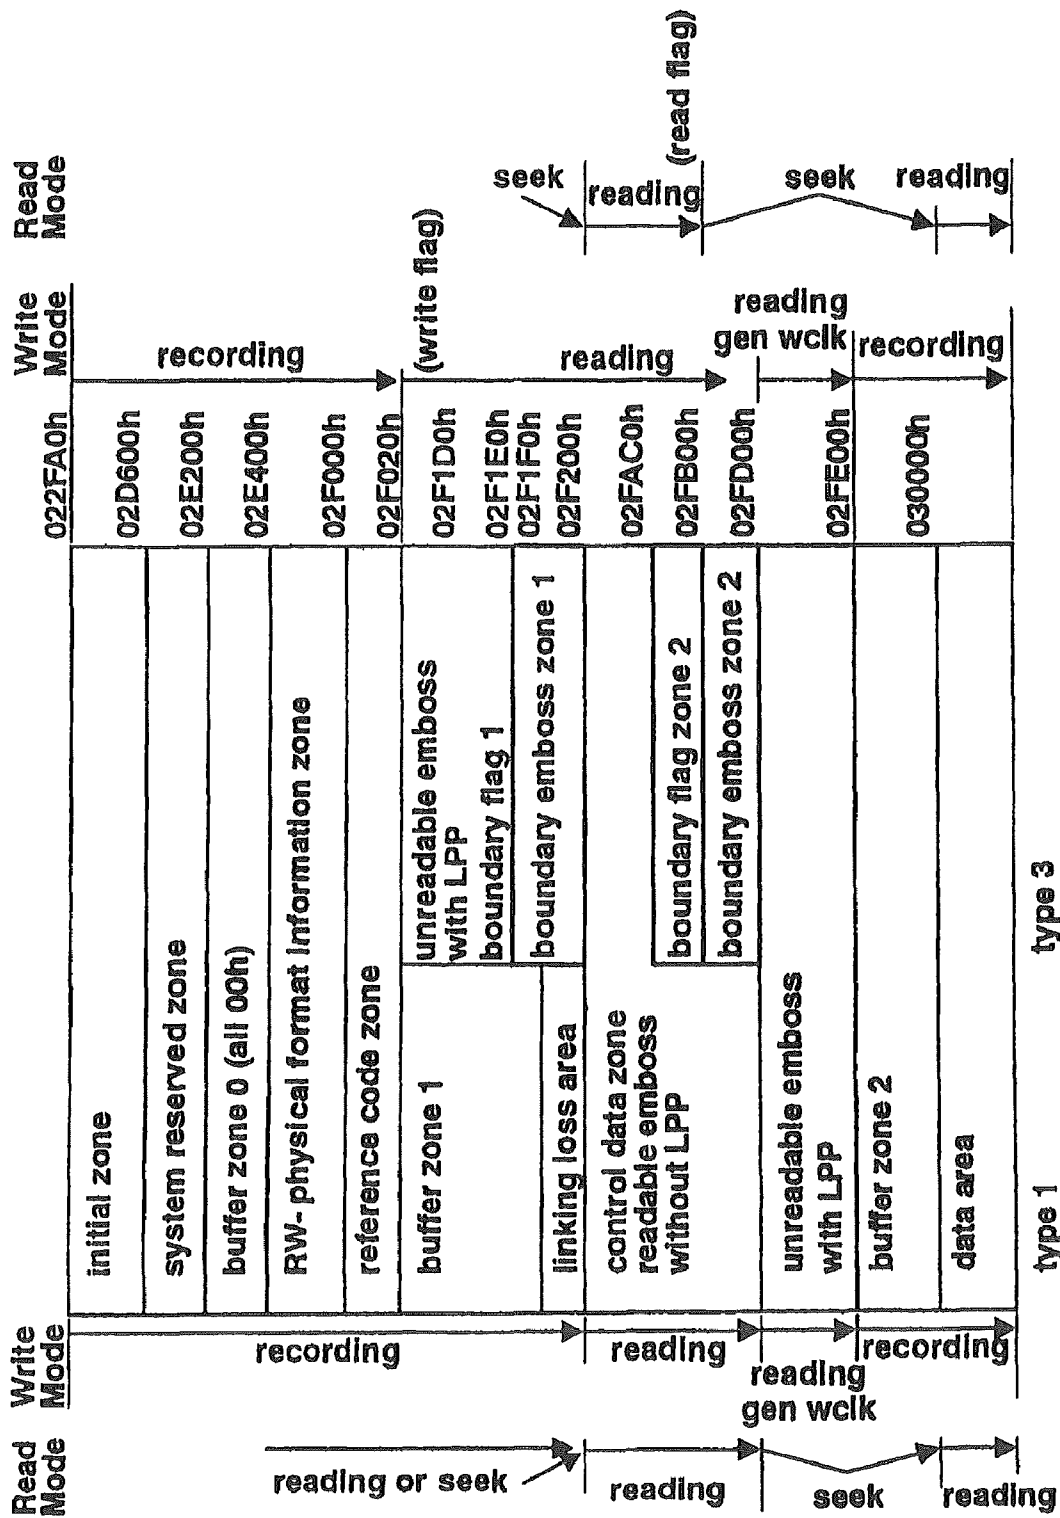 Read
Mode
reading or seek
reading
seek
reading
Write
Mode
recording
reading
reading
gen wclk
recording
initial zone
system reserved zone
buffer zone 0 (all 00h)
RW-physical format information zone
reference code zone
buffer zone 1
linking loss area
control data zone
readable emboss
without LPP
unreadable emboss
with LPP
buffer zone 2
data area
type 1
unreadable emboss
with LPP
boundary flag 1
boundary emboss zone 1
boundary flag zone 2
boundary emboss zone 2
type 3
022FA0h
02D600h
02E200h
02E400h
02F000h
02F020h
02F1D0h
02F1E0h
02F1F0h
02F200h
02FAC0h
02FB00h
02FD00h
02FE00h
030000h
Write
Mode
recording
(write flag)
reading
reading
gen wclk
recording
Read
Mode
seek
reading
(read flag)
seek
reading